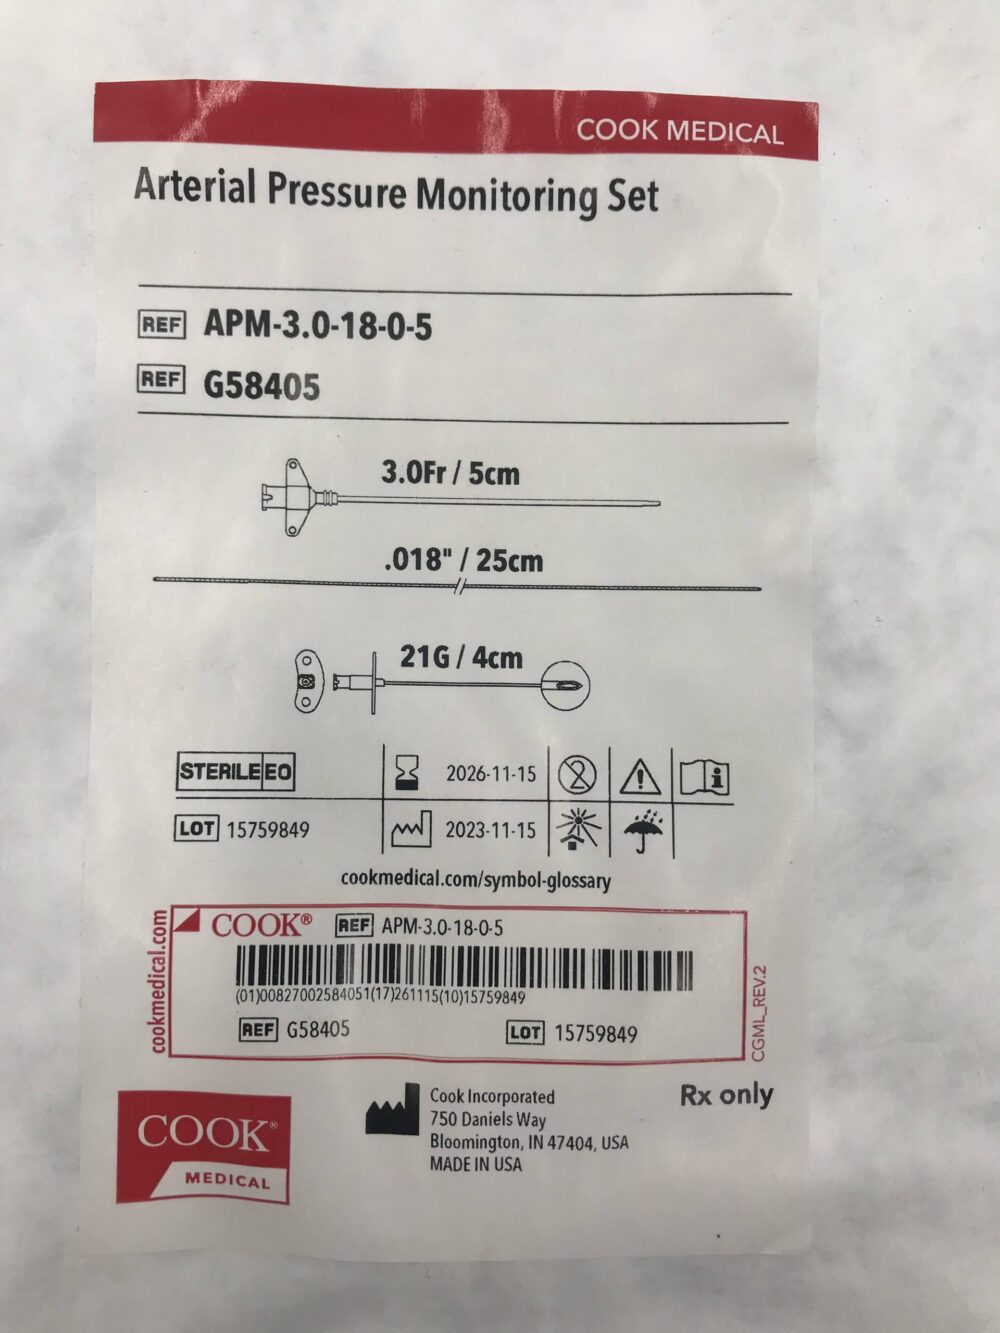 COOK MEDICAL
Arterial Pressure Monitoring Set
REF APM-3.0-18-0-5
REF G58405
3.0Fr / 5cm
.018" / 25cm
21G / 4cm
STERILE EO
2026-11-15
2
LOT 15759849
2023-11-15
cookmedical.com/symbol-glossary
cookmedical.com
COOK® REF APM-3.0-18-0-5
(01)00827002584051(17)261115(10)15759849
REF G58405 LOT 15759849
CGML_REV.2
COOK®
MEDICAL
Cook Incorporated
750 Daniels Way
Bloomington, IN 47404, USA
MADE IN USA
Rx only